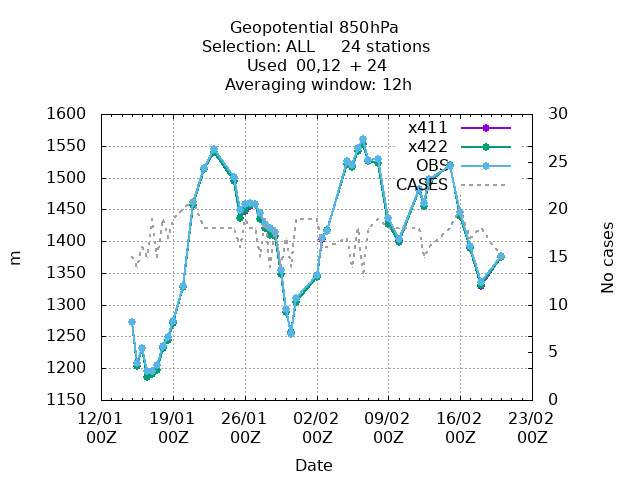 Geopotential 850hPa
Selection: ALL 24 stations
Used 00,12 + 24
Averaging window: 12h
1600 30
x411
x422
1550 25
OBS
1500
CASES
1450 20
1400
m
No cases
1350 15
1300 10
1250
1200 5
1150 0
12/01 19/01 26/01 02/02 09/02 16/02 23/02
00Z 00Z 00Z 00Z 00Z 00Z 00Z
Date